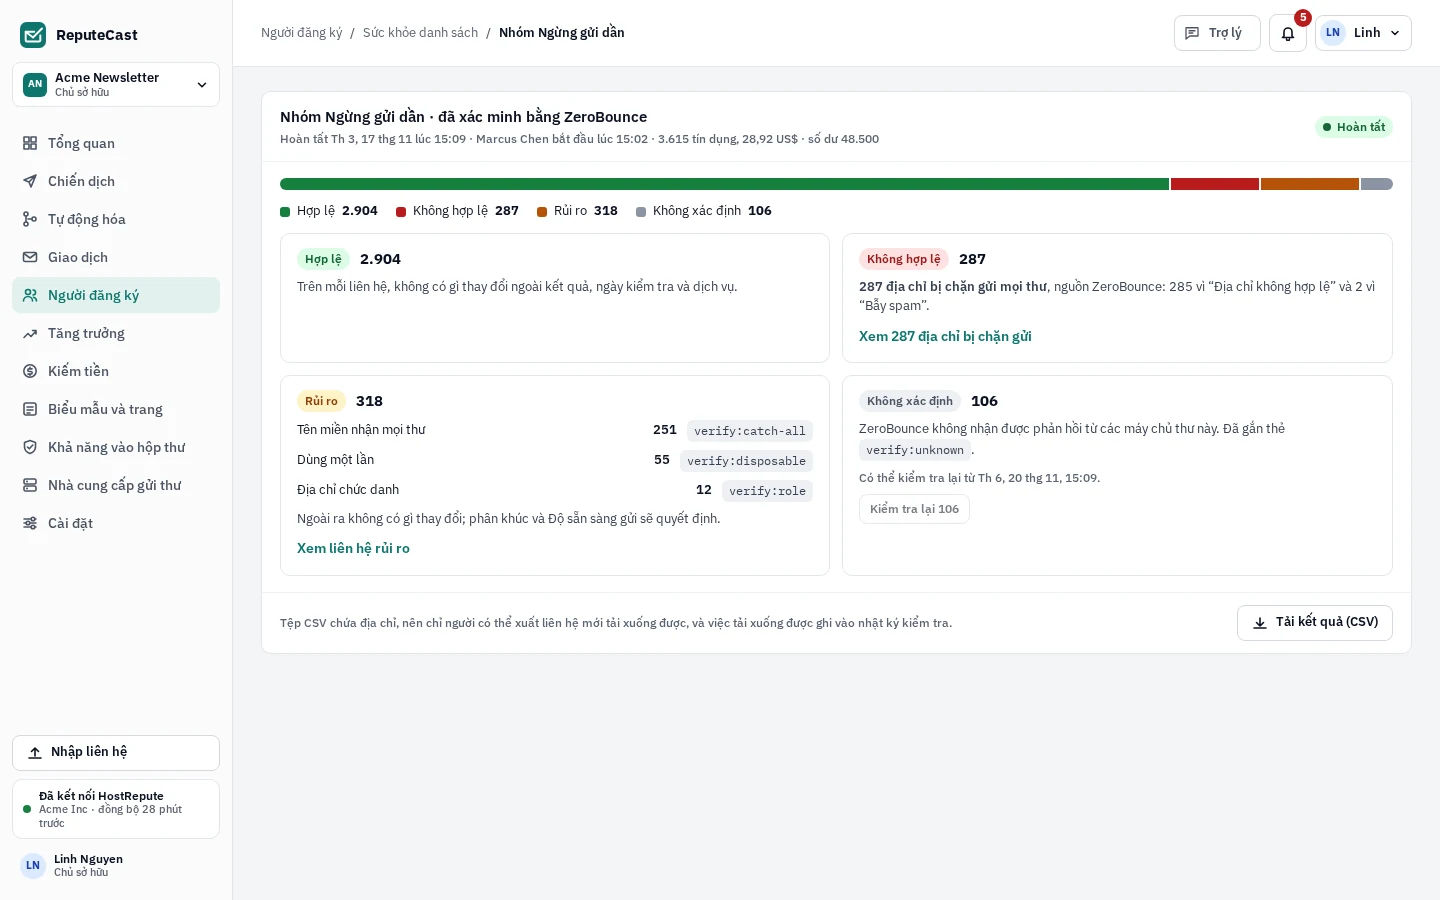 ReputeCast
AN
Acme Newsletter
Chủ sở hữu
Tổng quan
Chiến dịch
Tự động hóa
Giao dịch
Người đăng ký
Tăng trưởng
Kiếm tiền
Biểu mẫu và trang
Khả năng vào hộp thư
Nhà cung cấp gửi thư
Cài đặt
Nhập liên hệ
Đã kết nối HostRepute
Acme Inc · đồng bộ 28 phút
trước
LN
Linh Nguyen
Chủ sở hữu
Người đăng ký / Sức khỏe danh sách / Nhóm Ngừng gửi dần
Trợ lý
5
LN Linh
Nhóm Ngừng gửi dần · đã xác minh bằng ZeroBounce
Hoàn tất Th 3, 17 thg 11 lúc 15:09 · Marcus Chen bắt đầu lúc 15:02 · 3.615 tín dụng, 28,92 US$ · số dư 48.500
Hoàn tất
Hợp lệ 2.904 Không hợp lệ 287 Rủi ro 318 Không xác định 106
Hợp lệ 2.904
Trên mỗi liên hệ, không có gì thay đổi ngoài kết quả, ngày kiểm tra và dịch vụ.
Không hợp lệ 287
287 địa chỉ bị chặn gửi mọi thư, nguồn ZeroBounce: 285 vì “Địa chỉ không hợp lệ” và 2 vì
“Bẫy spam”.
Xem 287 địa chỉ bị chặn gửi
Rủi ro 318
Tên miền nhận mọi thư 251 verify:catch-all
Dùng một lần 55 verify:disposable
Địa chỉ chức danh 12 verify:role
Ngoài ra không có gì thay đổi; phân khúc và Độ sẵn sàng gửi sẽ quyết định.
Xem liên hệ rủi ro
Không xác định 106
ZeroBounce không nhận được phản hồi từ các máy chủ thư này. Đã gắn thẻ
verify:unknown.
Có thể kiểm tra lại từ Th 6, 20 thg 11, 15:09.
Kiểm tra lại 106
Tệp CSV chứa địa chỉ, nên chỉ người có thể xuất liên hệ mới tải xuống được, và việc tải xuống được ghi vào nhật ký kiểm tra.
Tải kết quả (CSV)